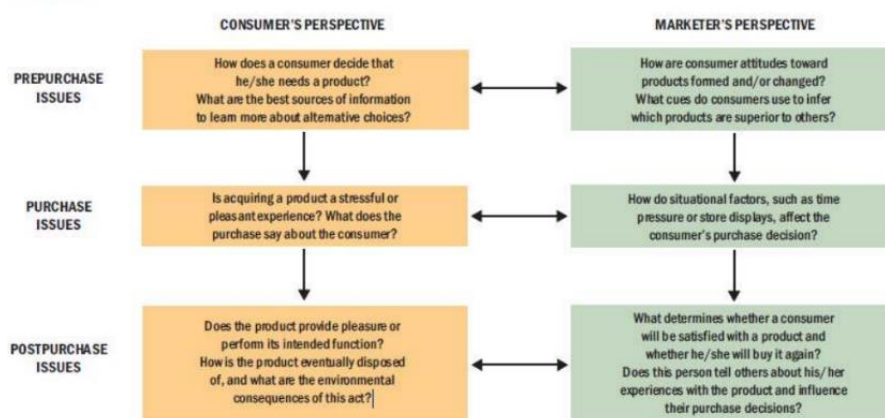 CONSUMER'S PERSPECTIVE
MARKETER'S PERSPECTIVE
PREPURCHASE
ISSUES
How does a consumer decide that
he/she needs a product?
What are the best sources of information
to learn more about alternative choices?
How are consumer attitudes toward
products formed and/or changed?
What cues do consumers use to infer
which products are superior to others?
PURCHASE
ISSUES
Is acquiring a product a stressful or
pleasant experience? What does the
purchase say about the consumer?
How do situational factors, such as time
pressure or store displays, affect the
consumer's purchase decision?
POSTPURCHASE
ISSUES
Does the product provide pleasure or
perform its intended function?
How is the product eventually disposed
of, and what are the environmental
consequences of this act?
What determines whether a consumer
will be satisfied with a product and
whether he/she will buy it again?
Does this person tell others about his/her
experiences with the product and influence
their purchase decisions?